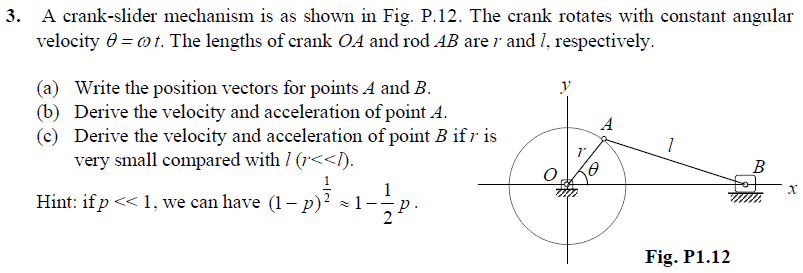 3. A crank-slider mechanism is as shown in Fig. P.12. The crank rotates with constant angular
velocity θ = ω t. The lengths of crank OA and rod AB are r and l, respectively.
(a) Write the position vectors for points A and B.
(b) Derive the velocity and acceleration of point A.
(c) Derive the velocity and acceleration of point B if r is
very small compared with l (r<<l).
Hint: if p << 1, we can have (1 − p)^{1/2} ≈ 1 − 1/2 p.
y
A
r
l
O
θ
B
x
Fig. P1.12